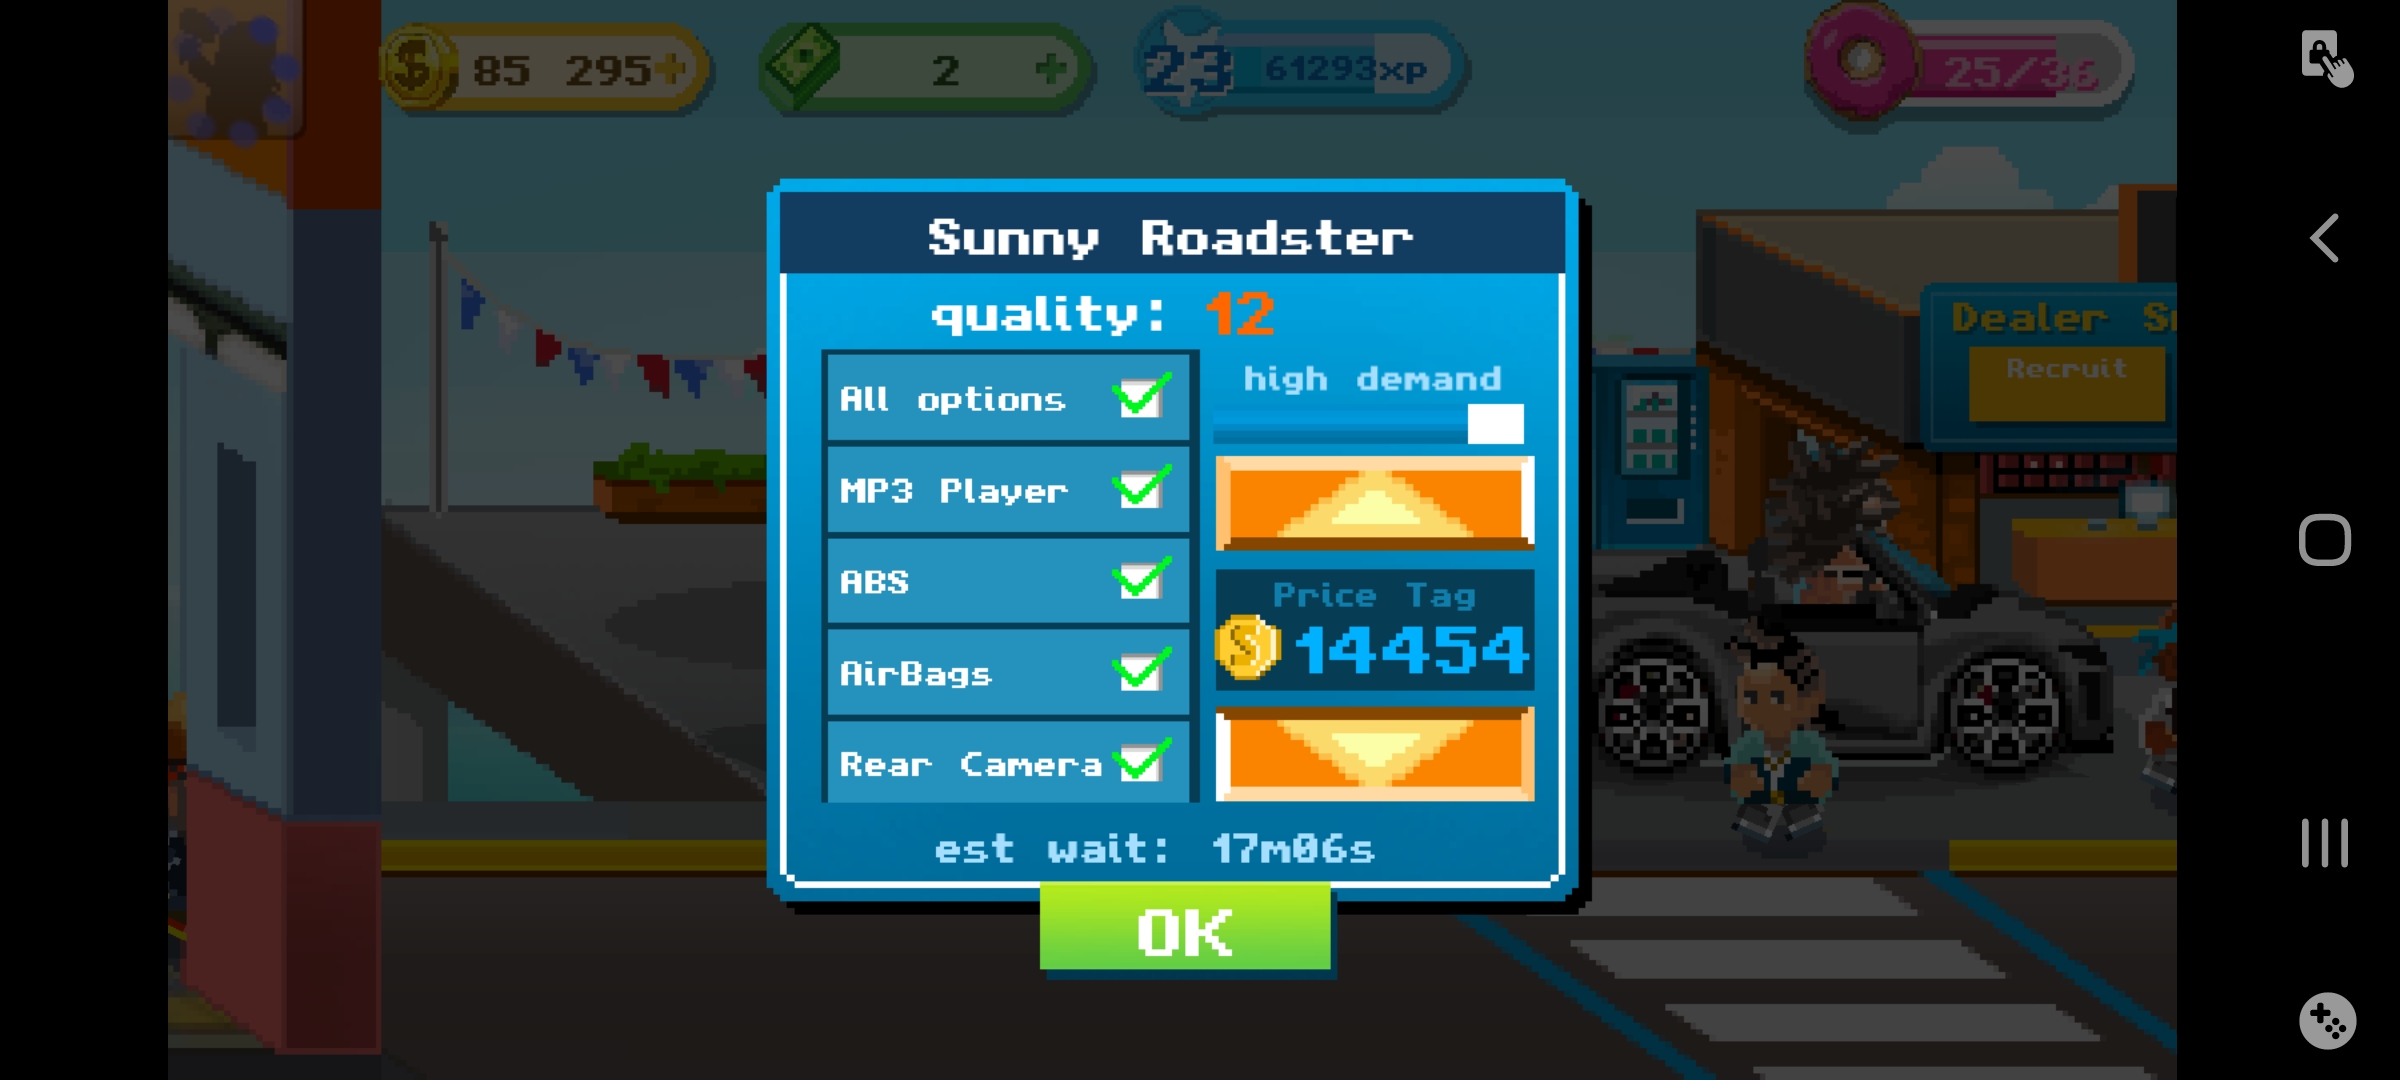 85 295+
2 +
23 61293xp
25/36
Sunny Roadster
quality: 12
All options
MP3 Player
ABS
AirBags
Rear Camera
high demand
Price Tag
$ 14454
est wait: 17m06s
OK
Dealer
Recruit